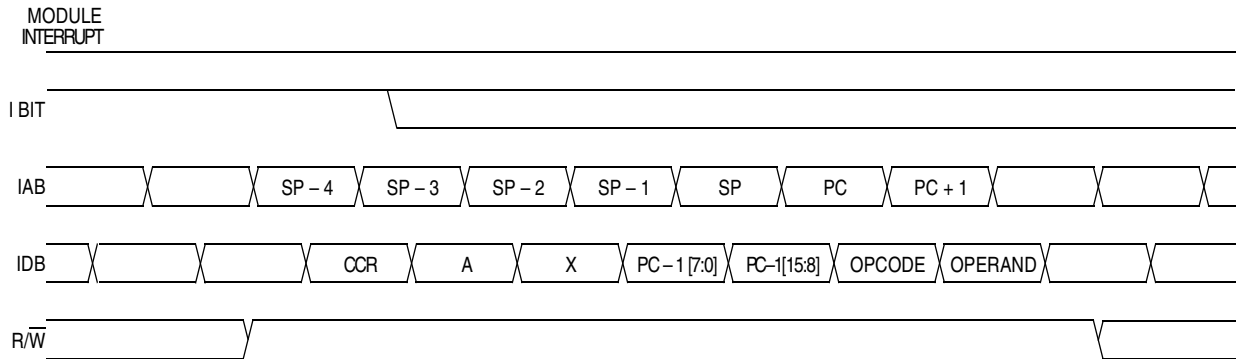 MODULE
INTERRUPT
I BIT
IAB SP – 4 SP – 3 SP – 2 SP – 1 SP PC PC + 1
IDB CCR A X PC – 1 [7:0] PC–1[15:8] OPCODE OPERAND
R/W̅